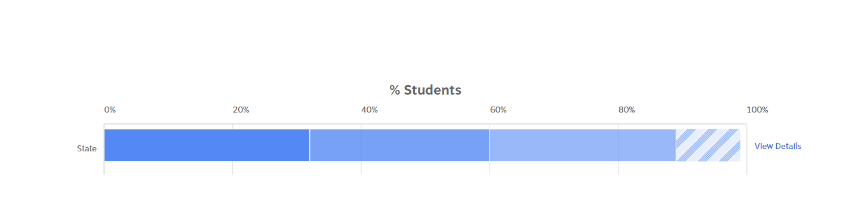 % Students
0% 20% 40% 60% 80% 100%
State View Details